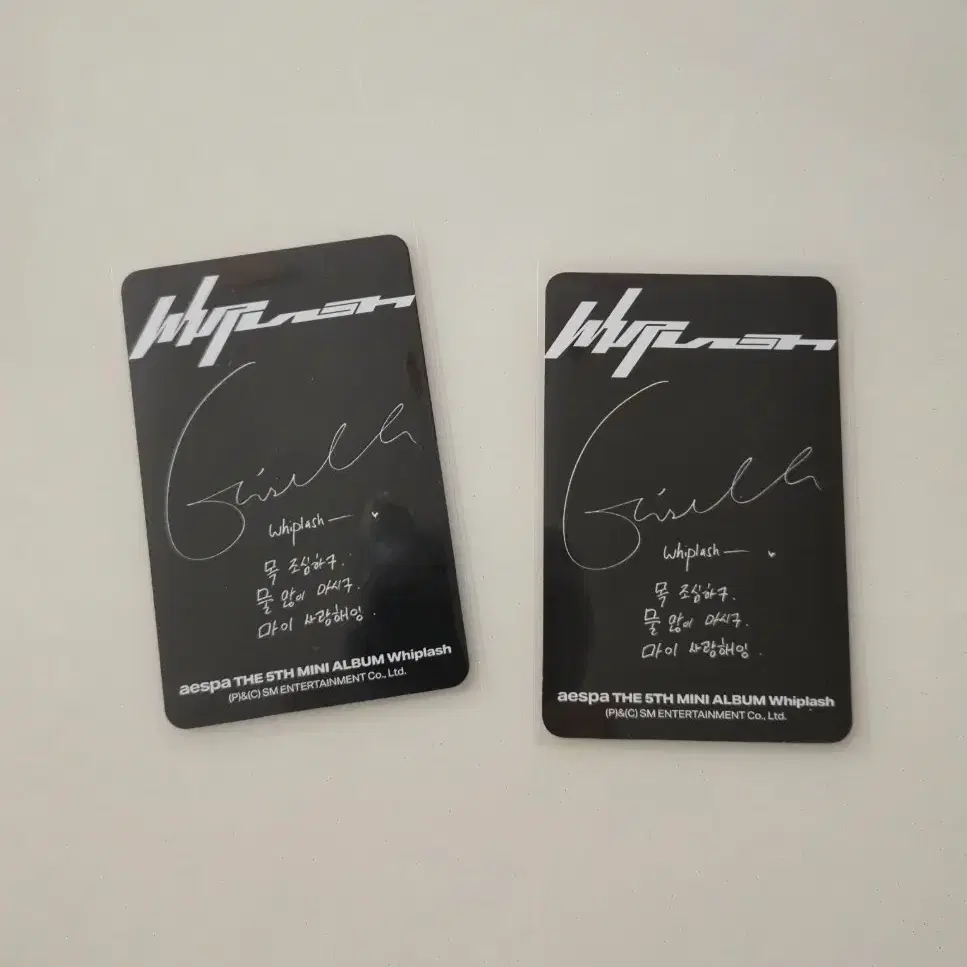 Whiplash
Giselle
Whiplash —
목 조심하구.
물 많이 마시구.
마이 사랑해잉.
aespa THE 5TH MINI ALBUM Whiplash
(P)&(C) SM ENTERTAINMENT Co., Ltd.
Whiplash
Giselle
Whiplash —
목 조심하구.
물 많이 마시구.
마이 사랑해잉.
aespa THE 5TH MINI ALBUM Whiplash
(P)&(C) SM ENTERTAINMENT Co., Ltd.